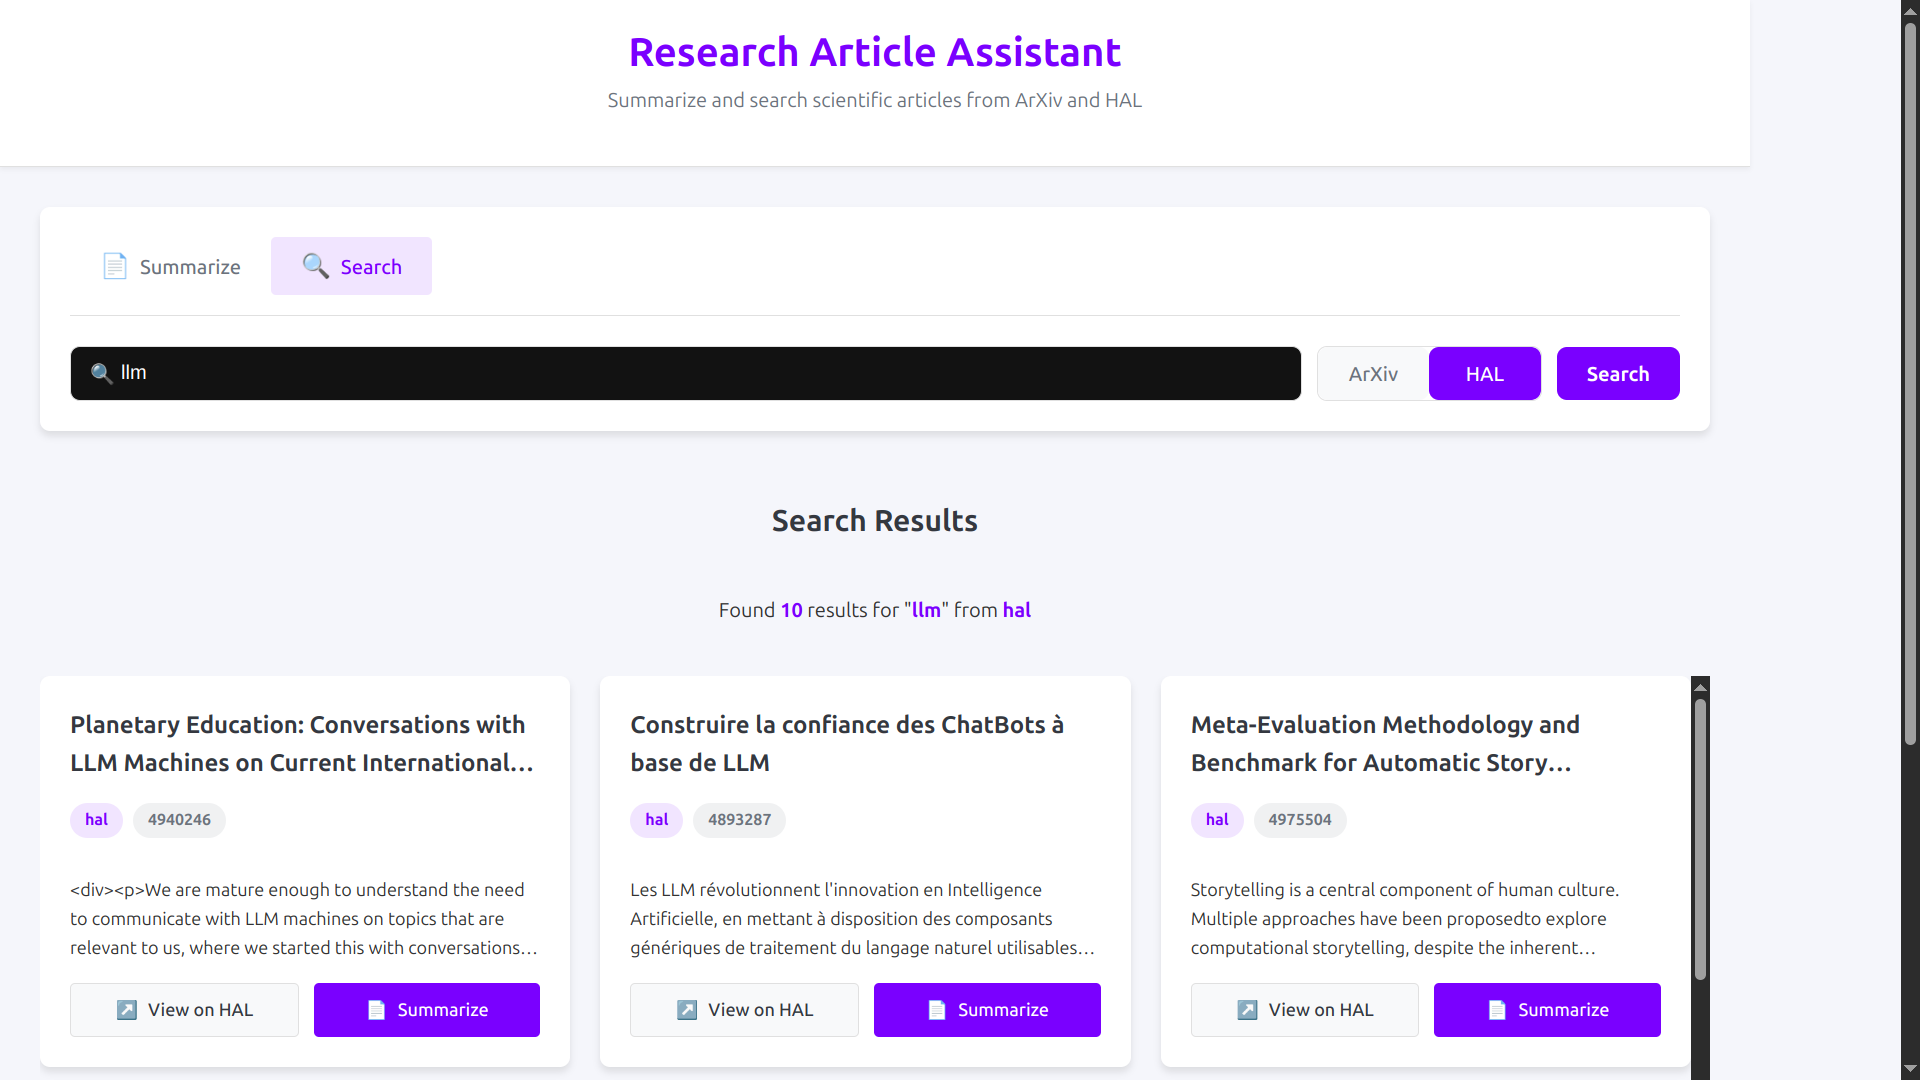 Research Article Assistant
Summarize and search scientific articles from ArXiv and HAL
Summarize
Search
llm
ArXiv
HAL
Search
Search Results
Found 10 results for "llm" from hal
Planetary Education: Conversations with
LLM Machines on Current International...
hal
4940246
<div><p>We are mature enough to understand the need
to communicate with LLM machines on topics that are
relevant to us, where we started this with conversations...
View on HAL
Summarize
Construire la confiance des ChatBots à
base de LLM
hal
4893287
Les LLM révolutionnent l'innovation en Intelligence
Artificielle, en mettant à disposition des composants
génériques de traitement du langage naturel utilisables...
View on HAL
Summarize
Meta-Evaluation Methodology and
Benchmark for Automatic Story...
hal
4975504
Storytelling is a central component of human culture.
Multiple approaches have been proposedto explore
computational storytelling, despite the inherent...
View on HAL
Summarize